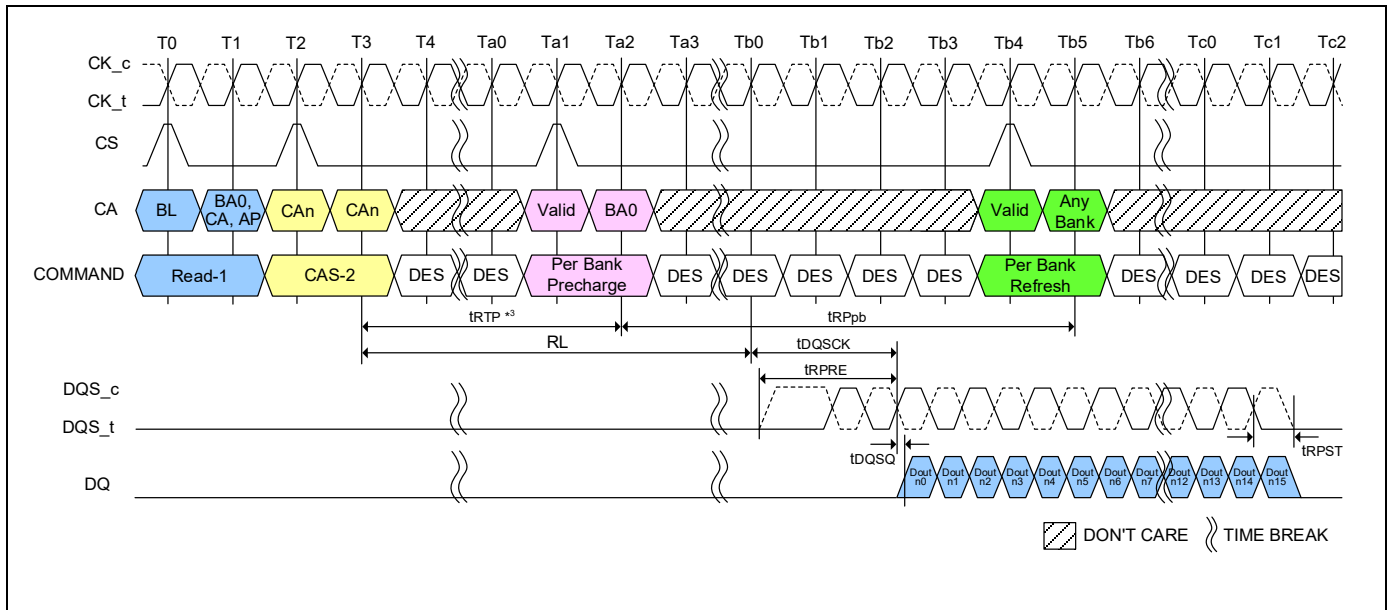 T0 T1 T2 T3 T4 Ta0 Ta1 Ta2 Ta3 Tb0 Tb1 Tb2 Tb3 Tb4 Tb5 Tb6 Tc0 Tc1 Tc2
CK_c
CK_t
CS
CA BL BA0, CA, AP CAn CAn Valid BA0 Valid Any Bank
COMMAND Read-1 CAS-2 DES DES Per Bank Precharge DES DES DES DES DES Per Bank Refresh DES DES DES DES
tRTP *3 tRPpb
RL tDQSCK
tRPRE
DQS_c
DQS_t
tDQSQ tRPST
DQ Dout n0 Dout n1 Dout n2 Dout n3 Dout n4 Dout n5 Dout n6 Dout n7 Dout n12 Dout n13 Dout n14 Dout n15
DON'T CARE TIME BREAK